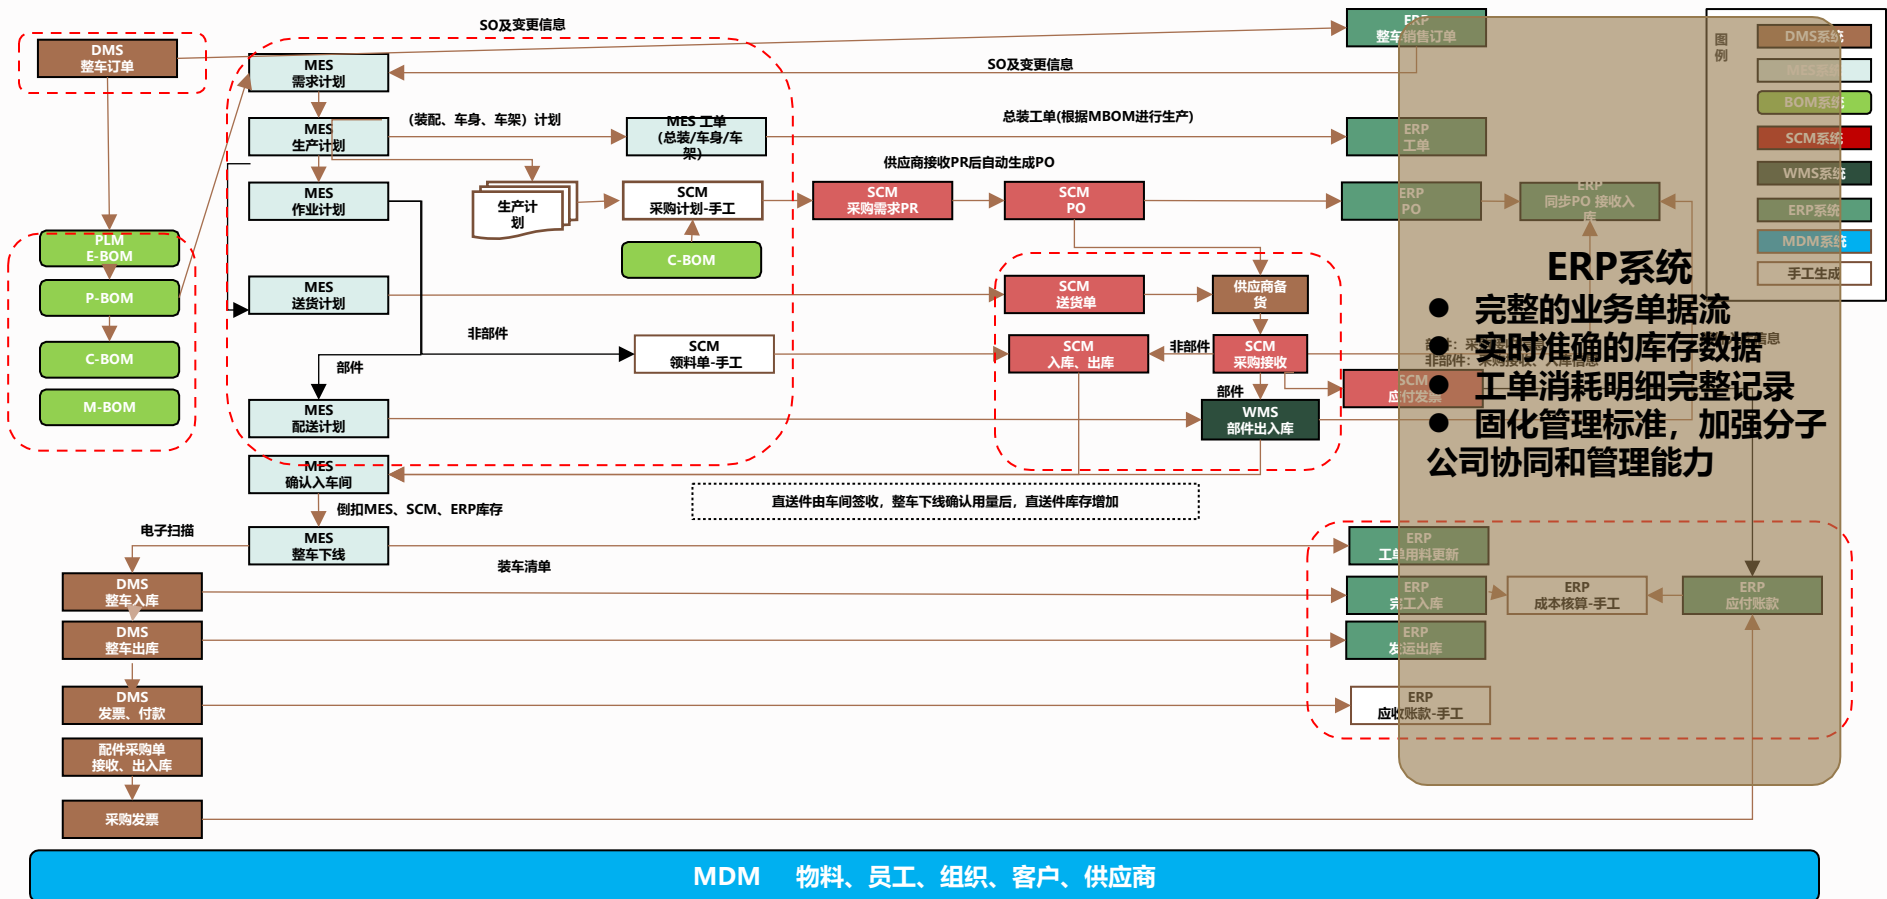 SO及变更信息
DMS
整车订单
ERP
整车销售订单
图
例
DMS系统
MES系统
BOM系统
SCM系统
WMS系统
ERP系统
MDM系统
手工生成
MES
需求计划
SO及变更信息
MES
生产计划
(装配、车身、车架）计划
MES 工单
(总装/车身/车
架）
总装工单(根据MBOM进行生产)
ERP
工单
供应商接收PR后自动生成PO
MES
作业计划
生产计
划
SCM
采购计划-手工
SCM
采购需求PR
SCM
PO
ERP
PO
ERP
同步PO 接收入
库
PLM
E-BOM
P-BOM
C-BOM
M-BOM
C-BOM
MES
送货计划
SCM
送货单
供应商备
货
非部件
SCM
领料单-手工
SCM
入库、出库
非部件
SCM
采购接收
部件
部件
SCM
应付发票
非部件：采购接收、入库信息
MES
配送计划
WMS
部件出入库
ERP系统
● 完整的业务单据流
● 实时准确的库存数据
● 工单消耗明细完整记录
● 固化管理标准，加强分子
公司协同和管理能力
MES
确认入车间
倒扣MES、SCM、ERP库存
直送件由车间签收，整车下线确认用量后，直送件库存增加
电子扫描
MES
整车下线
装车清单
ERP
工单用料更新
DMS
整车入库
ERP
完工入库
ERP
成本核算-手工
ERP
应付账款
DMS
整车出库
ERP
发运出库
DMS
发票、付款
ERP
应收账款-手工
配件采购单
接收、出入库
采购发票
MDM 物料、员工、组织、客户、供应商